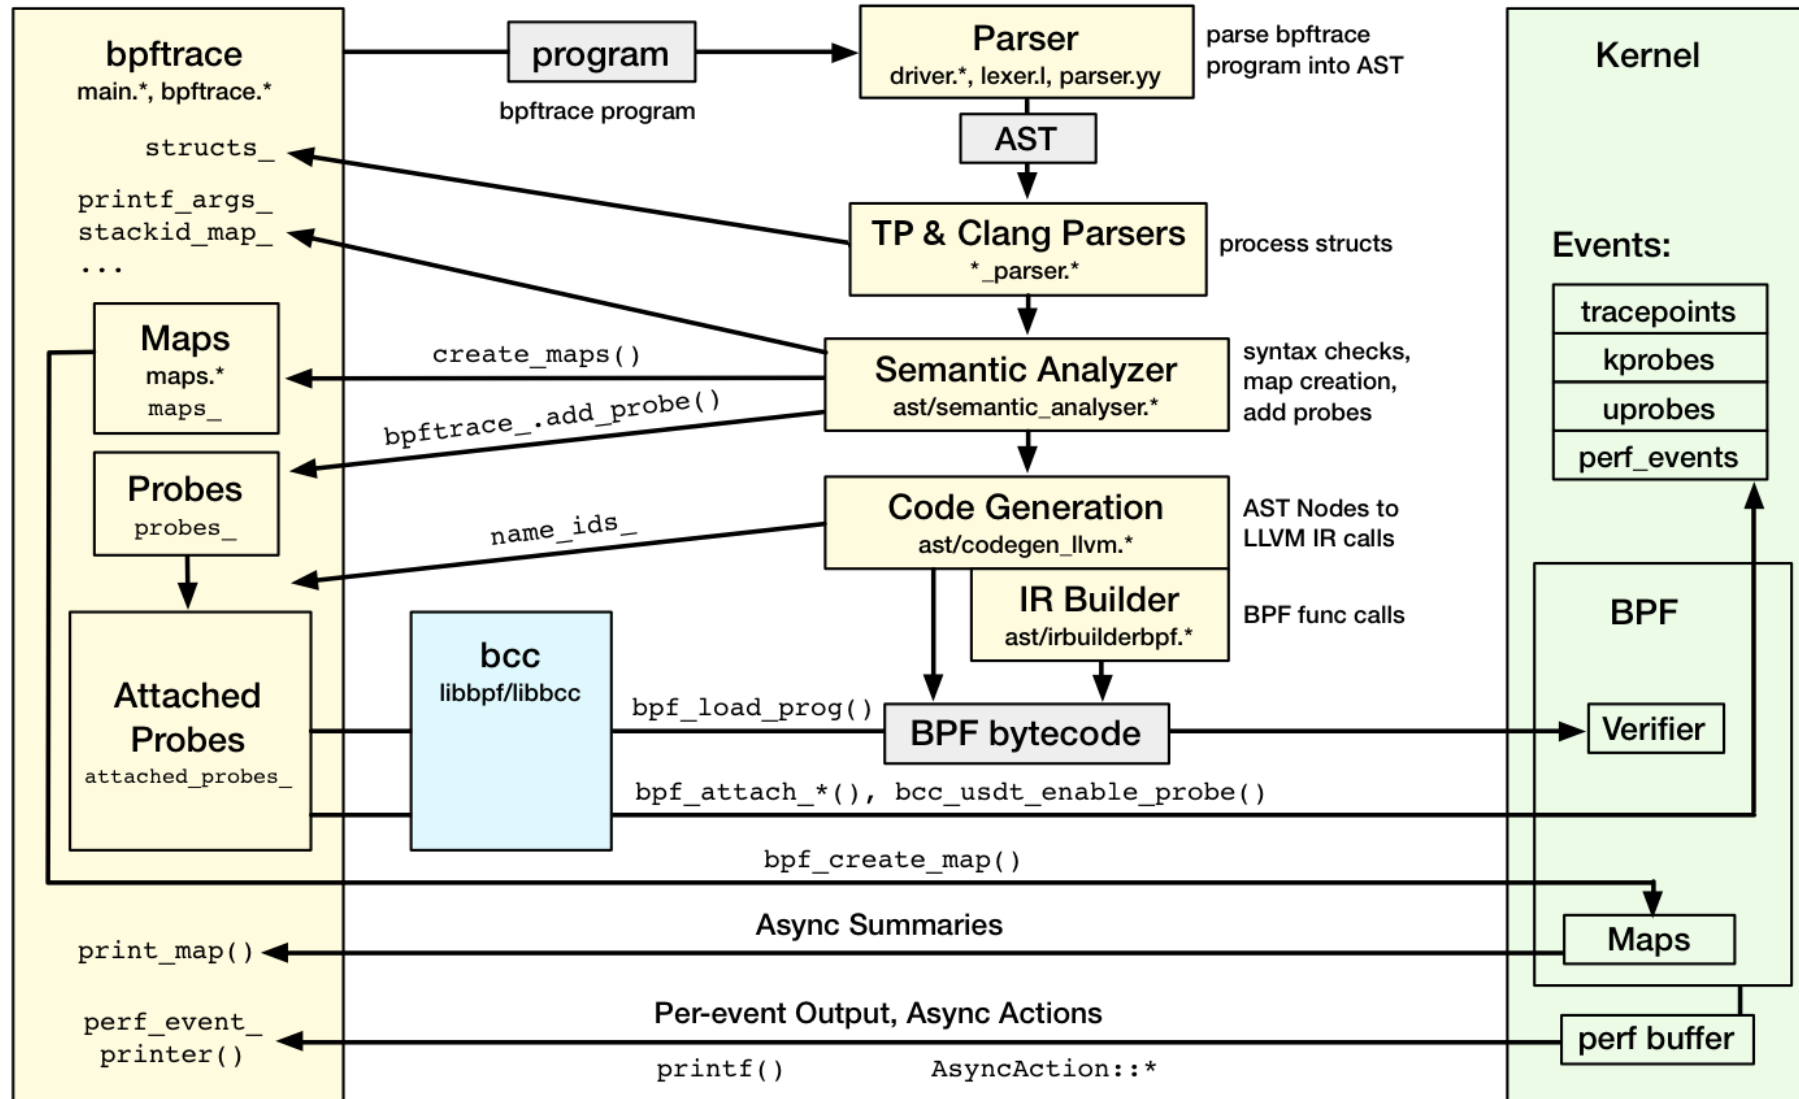 bpftrace
main.*, bpftrace.*
structs_
printf_args_
stackid_map_
...
Maps
maps.*
maps_
Probes
probes_
Attached
Probes
attached_probes_
print_map()
perf_event_
printer()
program
bpftrace program
create_maps()
bpftrace_.add_probe()
name_ids_
bcc
libbpf/libbcc
Parser
driver.*, lexer.l, parser.yy
parse bpftrace
program into AST
AST
TP & Clang Parsers
*_parser.*
process structs
Semantic Analyzer
ast/semantic_analyser.*
syntax checks,
map creation,
add probes
Code Generation
ast/codegen_llvm.*
AST Nodes to
LLVM IR calls
IR Builder
ast/irbuilderbpf.*
BPF func calls
bpf_load_prog()
BPF bytecode
bpf_attach_*(), bcc_usdt_enable_probe()
bpf_create_map()
Async Summaries
Per-event Output, Async Actions
printf()
AsyncAction::*
Kernel
Events:
tracepoints
kprobes
uprobes
perf_events
BPF
Verifier
Maps
perf buffer